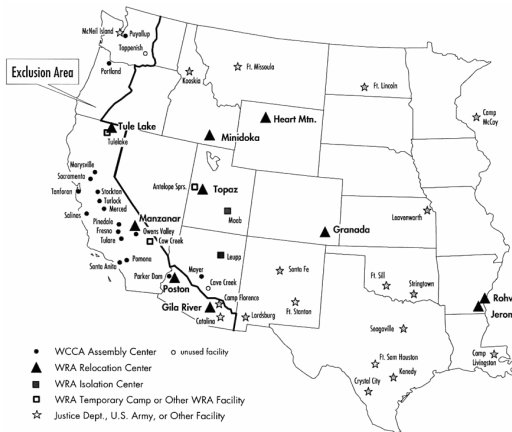 McNeil Island
Puyallup
Toppenish
Portland
Exclusion Area
Kooskia
Ft. Missoula
Ft. Lincoln
Camp
McCoy
Heart Mtn.
Tule Lake
Tulelake
Minidoka
Marysville
Sacramento
Tanforan
Stockton
Turlock
Merced
Salinas
Pinedale
Fresno
Tulare
Manzanar
Owens Valley
Cow Creek
Antelope Sprs.
Topaz
Moab
Granada
Leavenworth
Pomona
Santa Anita
Parker Dam
Mayer
Leupp
Cave Creek
Poston
Gila River
Camp Florence
Catalina
Lordsburg
Santa Fe
Ft. Stanton
Ft. Sill
Stringtown
Rohw
Jerom
Seagoville
Ft. Sam Houston
Kenedy
Crystal City
Camp
Livingston
WCCA Assembly Center
unused facility
WRA Relocation Center
WRA Isolation Center
WRA Temporary Camp or Other WRA Facility
Justice Dept., U.S. Army, or Other Facility